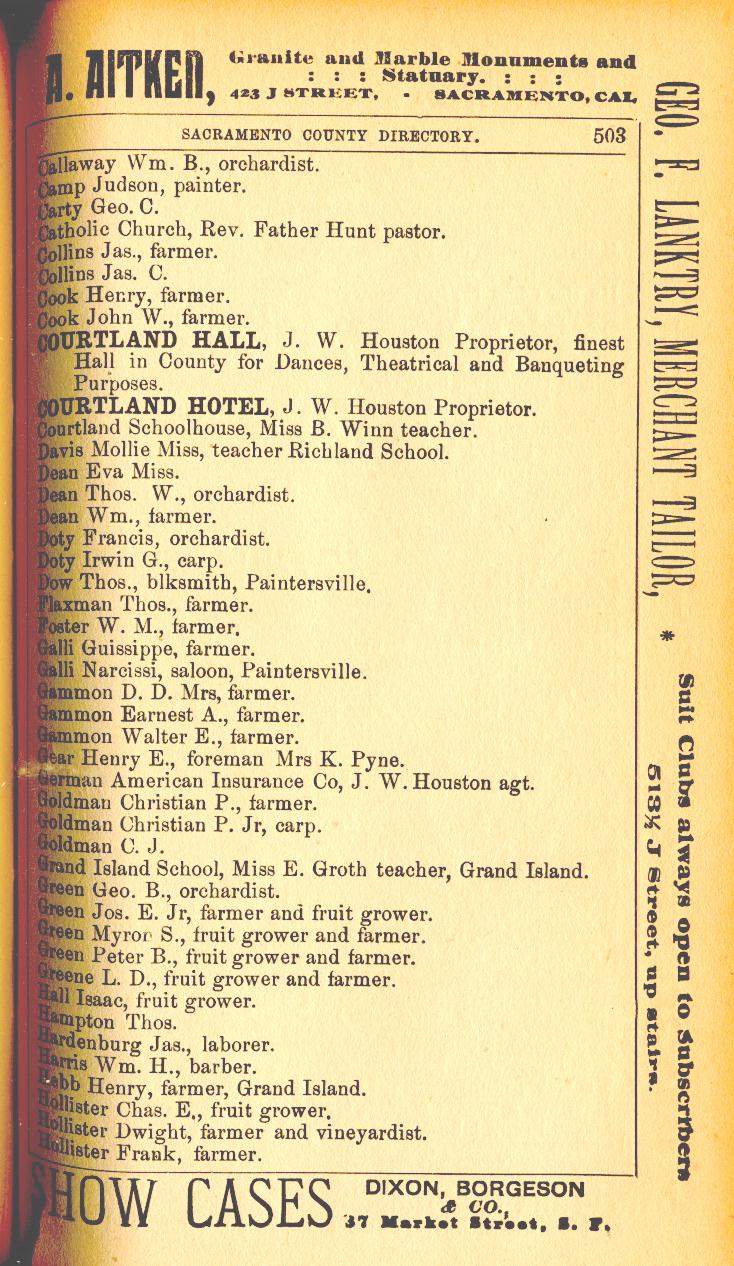 A. AITKEN,
Granite and Marble Monuments and
: : : Statuary. : : :
423 J STREET, - SACRAMENTO, CAL.
SACRAMENTO COUNTY DIRECTORY. 503
Callaway Wm. B., orchardist.
Camp Judson, painter.
Carty Geo. C.
Catholic Church, Rev. Father Hunt pastor.
Collins Jas., farmer.
Collins Jas. C.
Cook Henry, farmer.
Cook John W., farmer.
COURTLAND HALL, J. W. Houston Proprietor, finest
Hall in County for Dances, Theatrical and Banqueting
Purposes.
COURTLAND HOTEL, J. W. Houston Proprietor.
Courtland Schoolhouse, Miss B. Winn teacher.
Davis Mollie Miss, teacher Richland School.
Dean Eva Miss.
Dean Thos. W., orchardist.
Dean Wm., farmer.
Doty Francis, orchardist.
Doty Irwin G., carp.
Dow Thos., blksmith, Paintersville.
Flaxman Thos., farmer.
Foster W. M., farmer.
Galli Guissippe, farmer.
Galli Narcissi, saloon, Paintersville.
Gammon D. D. Mrs, farmer.
Gammon Earnest A., farmer.
Gammon Walter E., farmer.
Gear Henry E., foreman Mrs K. Pyne.
German American Insurance Co, J. W. Houston agt.
Goldman Christian P., farmer.
Goldman Christian P. Jr, carp.
Goldman C. J.
Grand Island School, Miss E. Groth teacher, Grand Island.
Green Geo. B., orchardist.
Green Jos. E. Jr, farmer and fruit grower.
Green Myron S., fruit grower and farmer.
Green Peter B., fruit grower and farmer.
Greene L. D., fruit grower and farmer.
Hall Isaac, fruit grower.
Hampton Thos.
Hardenburg Jas., laborer.
Harris Wm. H., barber.
Hebb Henry, farmer, Grand Island.
Hollister Chas. E., fruit grower.
Hollister Dwight, farmer and vineyardist.
Hollister Frank, farmer.
SHOW CASES
DIXON, BORGESON
& CO.,
37 Market Street, S. F.
GEO. F. LANKTRY, MERCHANT TAILOR, *
Suit Clubs always open to Subscribers
513½ J Street, up stairs.